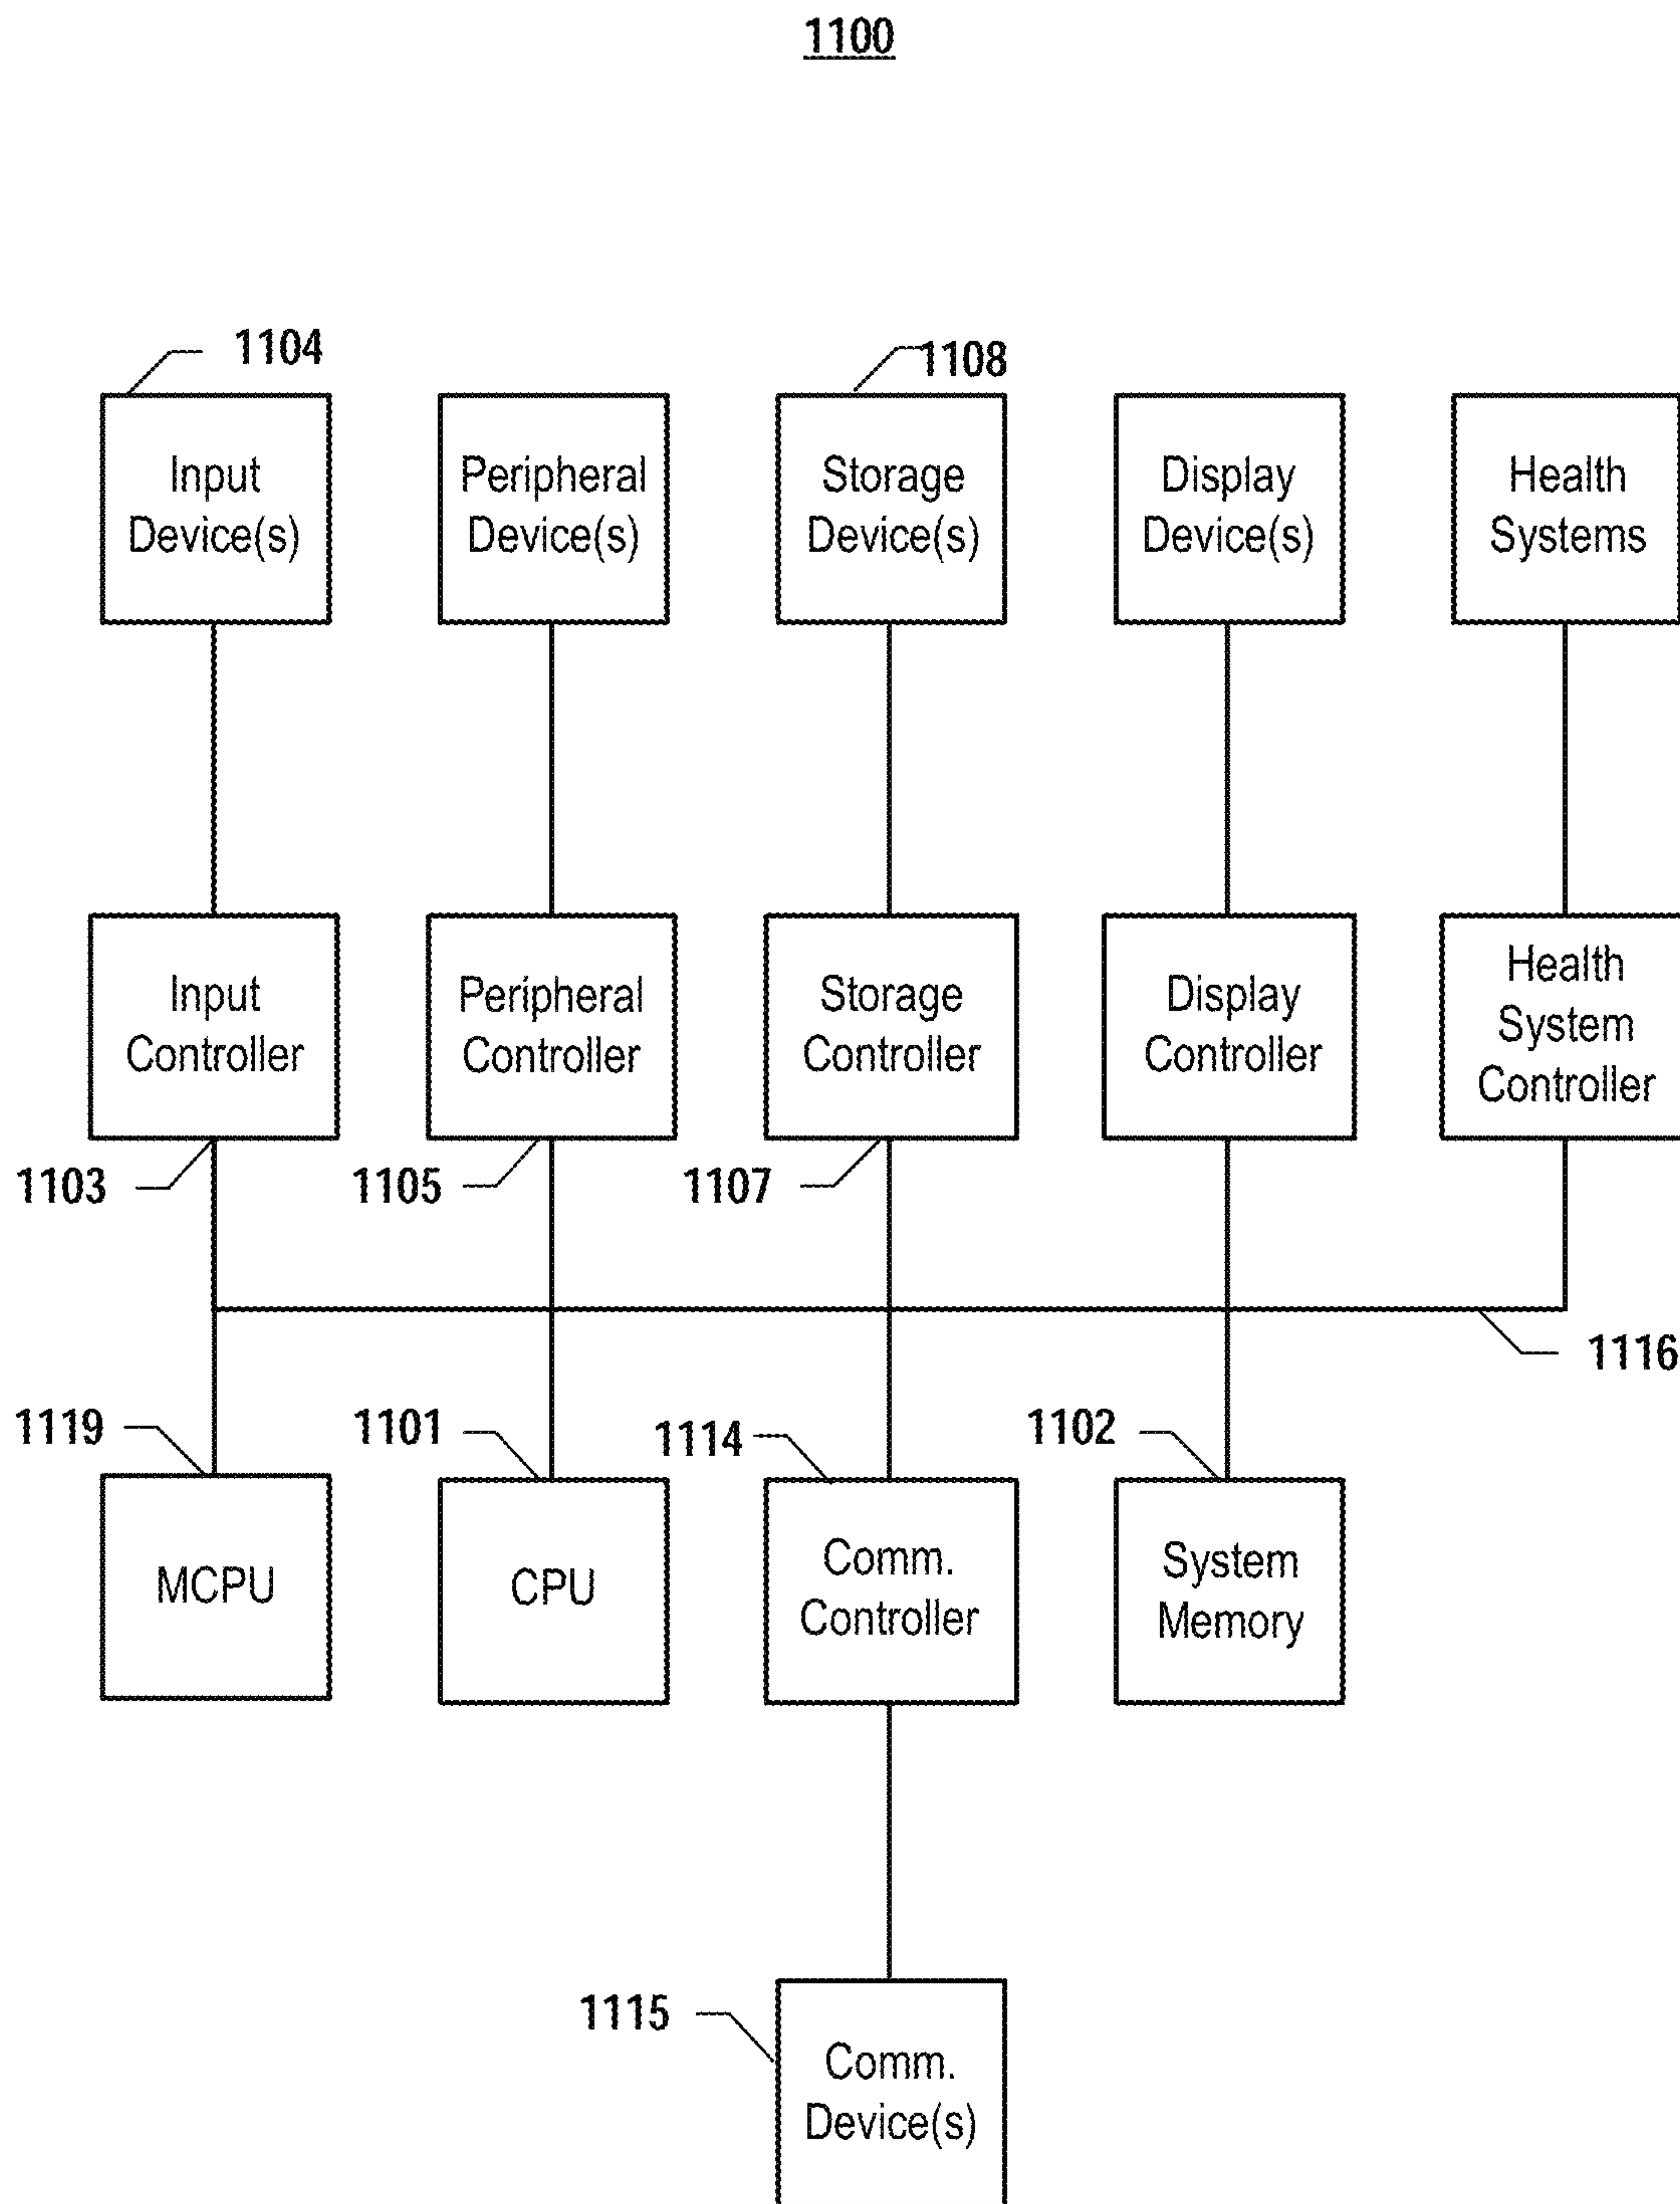 1100
1104
1108
Input
Device(s)
Peripheral
Device(s)
Storage
Device(s)
Display
Device(s)
Health
Systems
Input
Controller
Peripheral
Controller
Storage
Controller
Display
Controller
Health
System
Controller
1103
1105
1107
1116
1119
1101
1114
1102
MCPU
CPU
Comm.
Controller
System
Memory
1115
Comm.
Device(s)